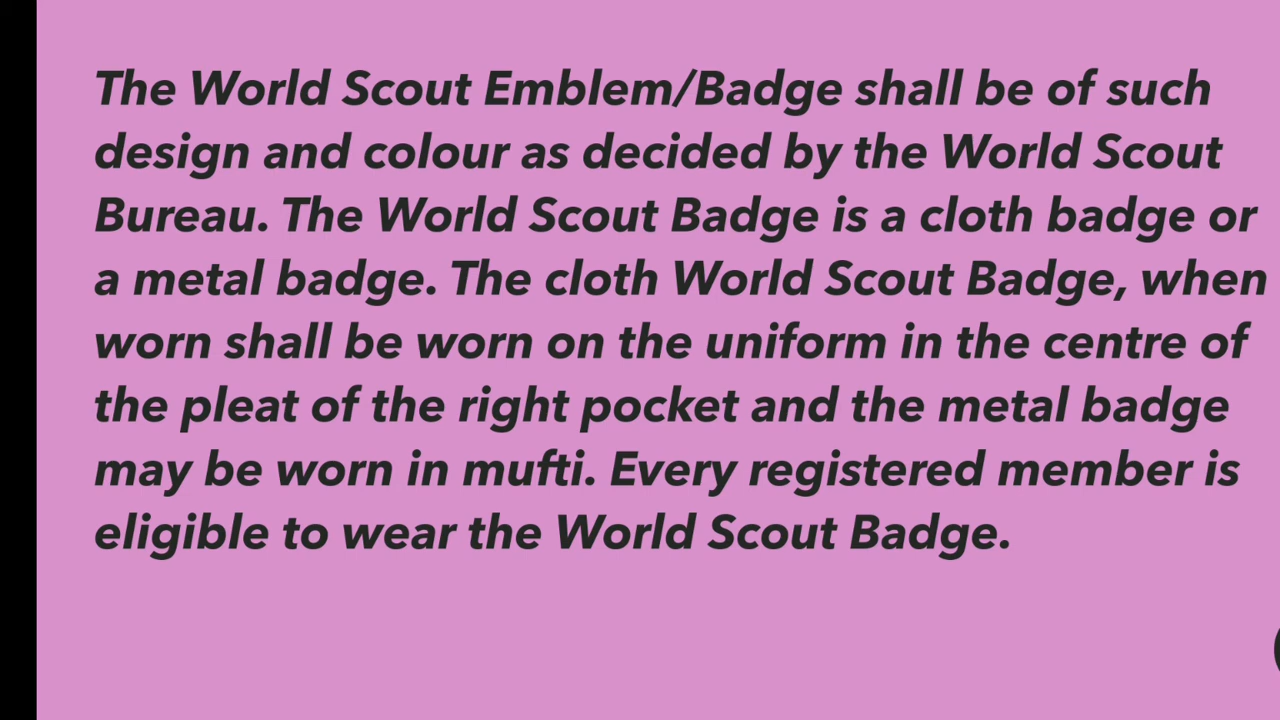 The World Scout Emblem/Badge shall be of such
design and colour as decided by the World Scout
Bureau. The World Scout Badge is a cloth badge or
a metal badge. The cloth World Scout Badge, when
worn shall be worn on the uniform in the centre of
the pleat of the right pocket and the metal badge
may be worn in mufti. Every registered member is
eligible to wear the World Scout Badge.